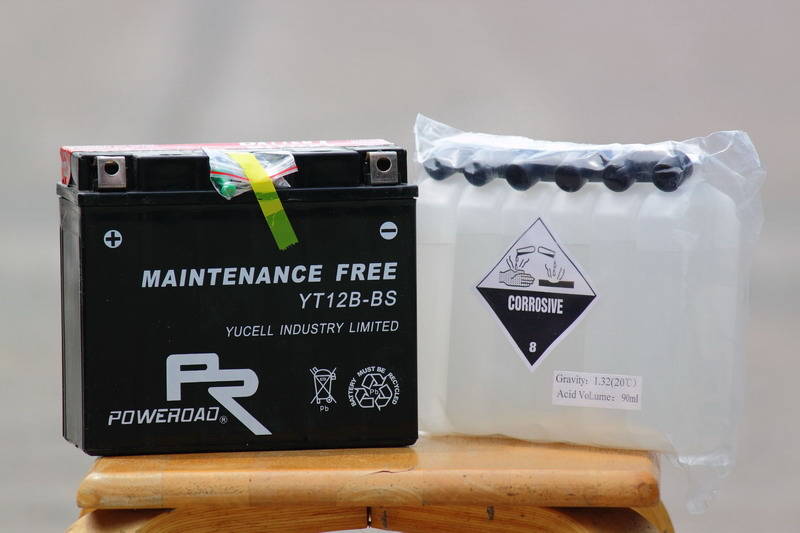 MAINTENANCE FREE
YT12B-BS
YUCELL INDUSTRY LIMITED
PR
POWEROAD®
Pb
BATTERY MUST BE RECYCLED
Pb
CORROSIVE
8
Gravity: 1.32(20℃)
Acid VoLume: 90ml